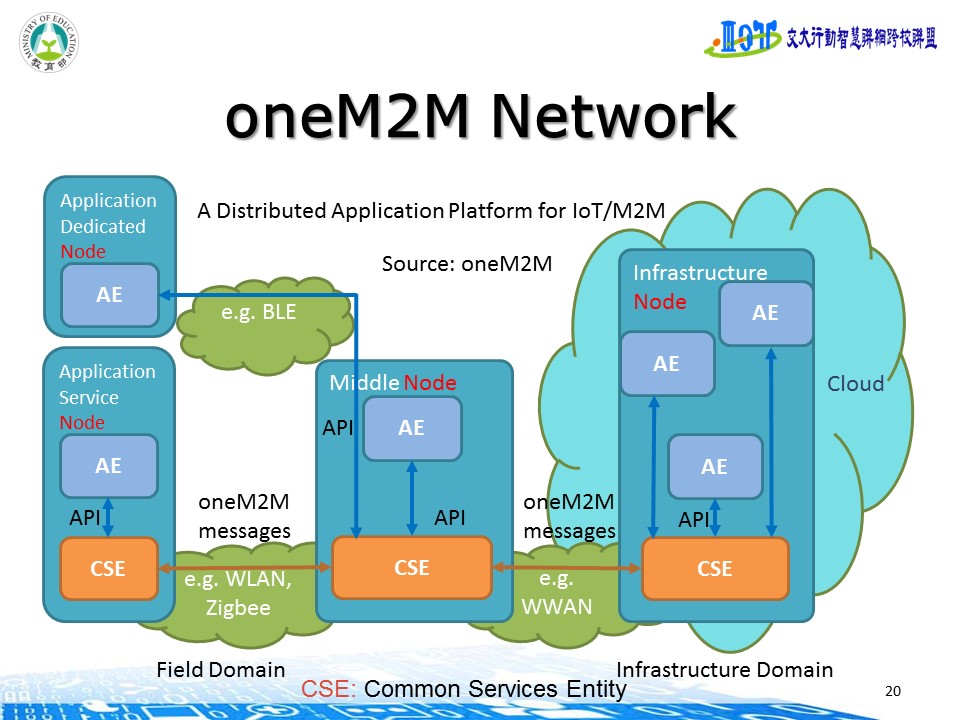 MINISTRY OF EDUCATION
教育部
IIOT 交大行動智慧聯網跨校聯盟
oneM2M Network
A Distributed Application Platform for IoT/M2M
Source: oneM2M
Application
Dedicated
Node
AE
e.g. BLE
Application
Service
Node
AE
API
CSE
oneM2M
messages
e.g. WLAN,
Zigbee
Middle Node
API
AE
API
CSE
oneM2M
messages
e.g.
WWAN
Infrastructure
Node
AE
AE
AE
API
CSE
Cloud
Field Domain
Infrastructure Domain
CSE: Common Services Entity
20